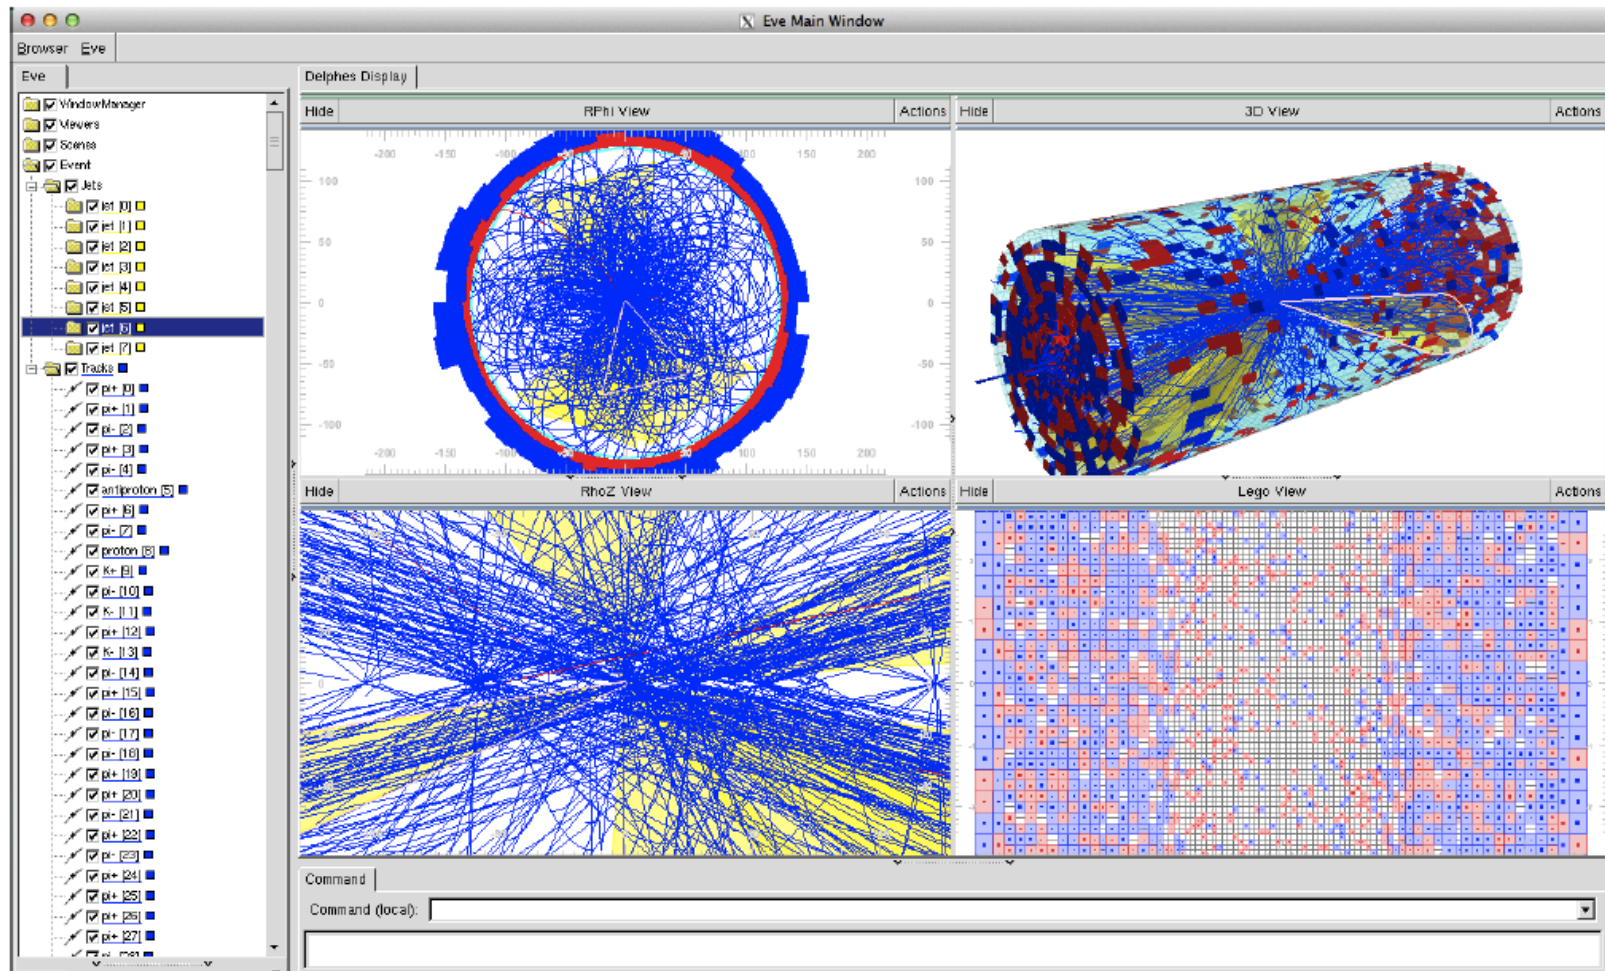 Eve Main Window
Browser Eve
Eve
WindowManager
Viewers
Scenes
Event
Jets
jet [0]
jet [1]
jet [2]
jet [3]
jet [4]
jet [5]
jet [6]
jet [7]
Tracks
pi+ [0]
pi+ [1]
pi- [2]
pi+ [3]
pi- [4]
antiproton [5]
pi+ [6]
pi- [7]
proton [8]
K+ [9]
pi- [10]
K- [11]
pi+ [12]
K- [13]
pi- [14]
pi+ [15]
pi- [16]
pi- [17]
pi- [18]
pi+ [19]
pi+ [20]
pi- [21]
pi+ [22]
pi- [23]
pi+ [24]
pi+ [25]
pi+ [26]
pi+ [27]
Delphes Display
Hide RPhi View Actions
-200 -150 -100 100 150 200
100
50
0
-50
-100
100
50
0
-50
-100
-200 -150 -100 100 150 200
Hide 3D View Actions
Hide RhoZ View Actions
Hide Lego View Actions
Command
Command (local):